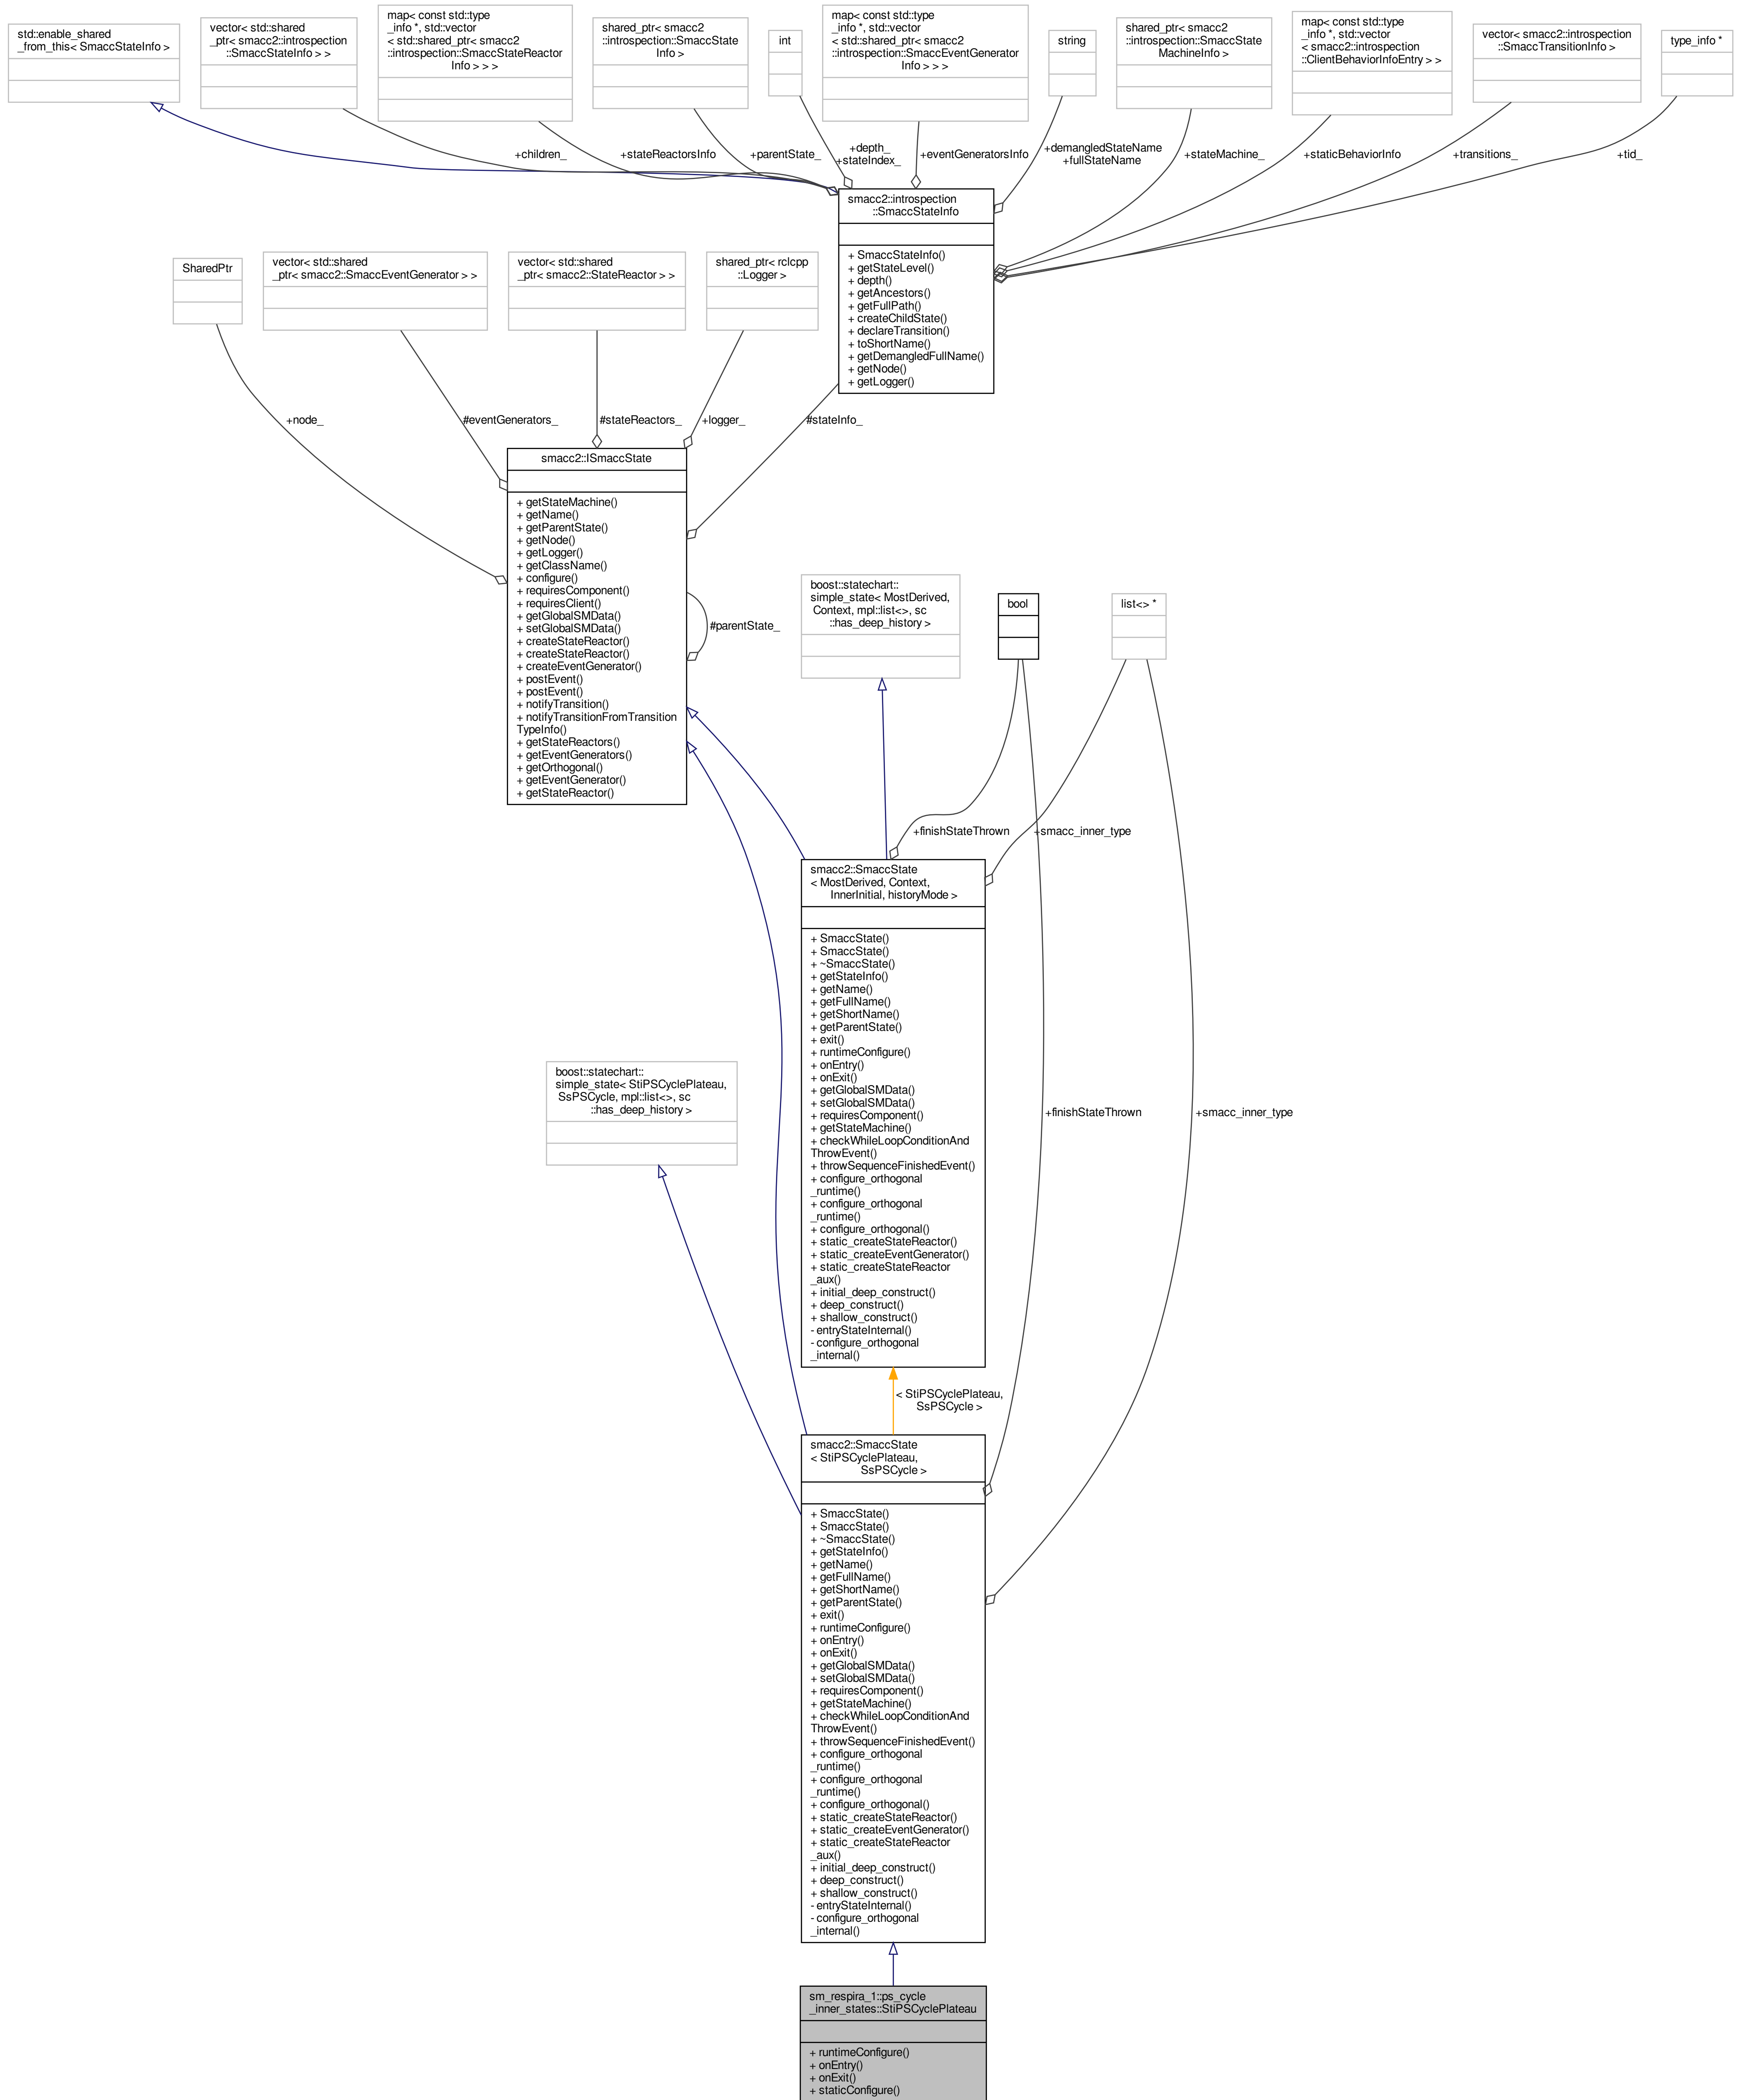 std::enable_shared
_from_this< SmaccStateInfo >
vector< std::shared
_ptr< smacc2::introspection
::SmaccStateInfo > >
map< const std::type
_info *, std::vector
< std::shared_ptr< smacc2
::introspection::SmaccStateReactor
Info > > >
shared_ptr< smacc2
::introspection::SmaccState
Info >
int
map< const std::type
_info *, std::vector
< std::shared_ptr< smacc2
::introspection::SmaccEventGenerator
Info > > >
string
shared_ptr< smacc2
::introspection::SmaccState
MachineInfo >
map< const std::type
_info *, std::vector
< smacc2::introspection
::ClientBehaviorInfoEntry > >
vector< smacc2::introspection
::SmaccTransitionInfo >
type_info *
+children_
+stateReactorsInfo
+parentState_
+depth_
+stateIndex_
+eventGeneratorsInfo
+demangledStateName
+fullStateName
+stateMachine_
+staticBehaviorInfo
+transitions_
+tid_
smacc2::introspection
::SmaccStateInfo
+ SmaccStateInfo()
+ getStateLevel()
+ depth()
+ getAncestors()
+ getFullPath()
+ createChildState()
+ declareTransition()
+ toShortName()
+ getDemangledFullName()
+ getNode()
+ getLogger()
SharedPtr
vector< std::shared
_ptr< smacc2::SmaccEventGenerator > >
vector< std::shared
_ptr< smacc2::StateReactor > >
shared_ptr< rclcpp
::Logger >
+node_
#eventGenerators_
#stateReactors_
+logger_
#stateInfo_
smacc2::ISmaccState
+ getStateMachine()
+ getName()
+ getParentState()
+ getNode()
+ getLogger()
+ getClassName()
+ configure()
+ requiresComponent()
+ requiresClient()
+ getGlobalSMData()
+ setGlobalSMData()
+ createStateReactor()
+ createStateReactor()
+ createEventGenerator()
+ postEvent()
+ postEvent()
+ notifyTransition()
+ notifyTransitionFromTransition
TypeInfo()
+ getStateReactors()
+ getEventGenerators()
+ getOrthogonal()
+ getEventGenerator()
+ getStateReactor()
#parentState_
boost::statechart::
simple_state< MostDerived,
Context, mpl::list<>, sc
::has_deep_history >
bool
list<> *
+finishStateThrown
+smacc_inner_type
smacc2::SmaccState
< MostDerived, Context,
InnerInitial, historyMode >
+ SmaccState()
+ SmaccState()
+ ~SmaccState()
+ getStateInfo()
+ getName()
+ getFullName()
+ getShortName()
+ getParentState()
+ exit()
+ runtimeConfigure()
+ onEntry()
+ onExit()
+ getGlobalSMData()
+ setGlobalSMData()
+ requiresComponent()
+ getStateMachine()
+ checkWhileLoopConditionAnd
ThrowEvent()
+ throwSequenceFinishedEvent()
+ configure_orthogonal
_runtime()
+ configure_orthogonal
_runtime()
+ configure_orthogonal()
+ static_createStateReactor()
+ static_createEventGenerator()
+ static_createStateReactor
_aux()
+ initial_deep_construct()
+ deep_construct()
+ shallow_construct()
- entryStateInternal()
- configure_orthogonal
_internal()
boost::statechart::
simple_state< StiPSCyclePlateau,
SsPSCycle, mpl::list<>, sc
::has_deep_history >
+finishStateThrown
+smacc_inner_type
< StiPSCyclePlateau,
SsPSCycle >
smacc2::SmaccState
< StiPSCyclePlateau,
SsPSCycle >
+ SmaccState()
+ SmaccState()
+ ~SmaccState()
+ getStateInfo()
+ getName()
+ getFullName()
+ getShortName()
+ getParentState()
+ exit()
+ runtimeConfigure()
+ onEntry()
+ onExit()
+ getGlobalSMData()
+ setGlobalSMData()
+ requiresComponent()
+ getStateMachine()
+ checkWhileLoopConditionAnd
ThrowEvent()
+ throwSequenceFinishedEvent()
+ configure_orthogonal
_runtime()
+ configure_orthogonal
_runtime()
+ configure_orthogonal()
+ static_createStateReactor()
+ static_createEventGenerator()
+ static_createStateReactor
_aux()
+ initial_deep_construct()
+ deep_construct()
+ shallow_construct()
- entryStateInternal()
- configure_orthogonal
_internal()
sm_respira_1::ps_cycle
_inner_states::StiPSCyclePlateau
+ runtimeConfigure()
+ onEntry()
+ onExit()
+ staticConfigure()